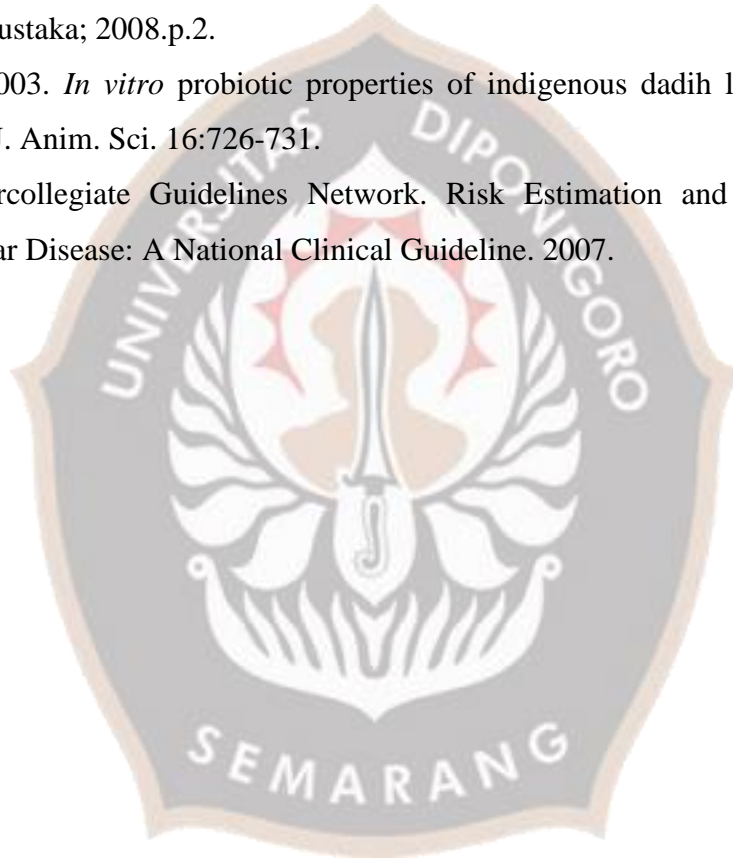 ustaka; 2008.p.2.
003. In vitro probiotic properties of indigenous dadih l
J. Anim. Sci. 16:726-731.
rcollegiate Guidelines Network. Risk Estimation and
ar Disease: A National Clinical Guideline. 2007.
UNIVERSITAS DIPONEGORO
SEMARANG